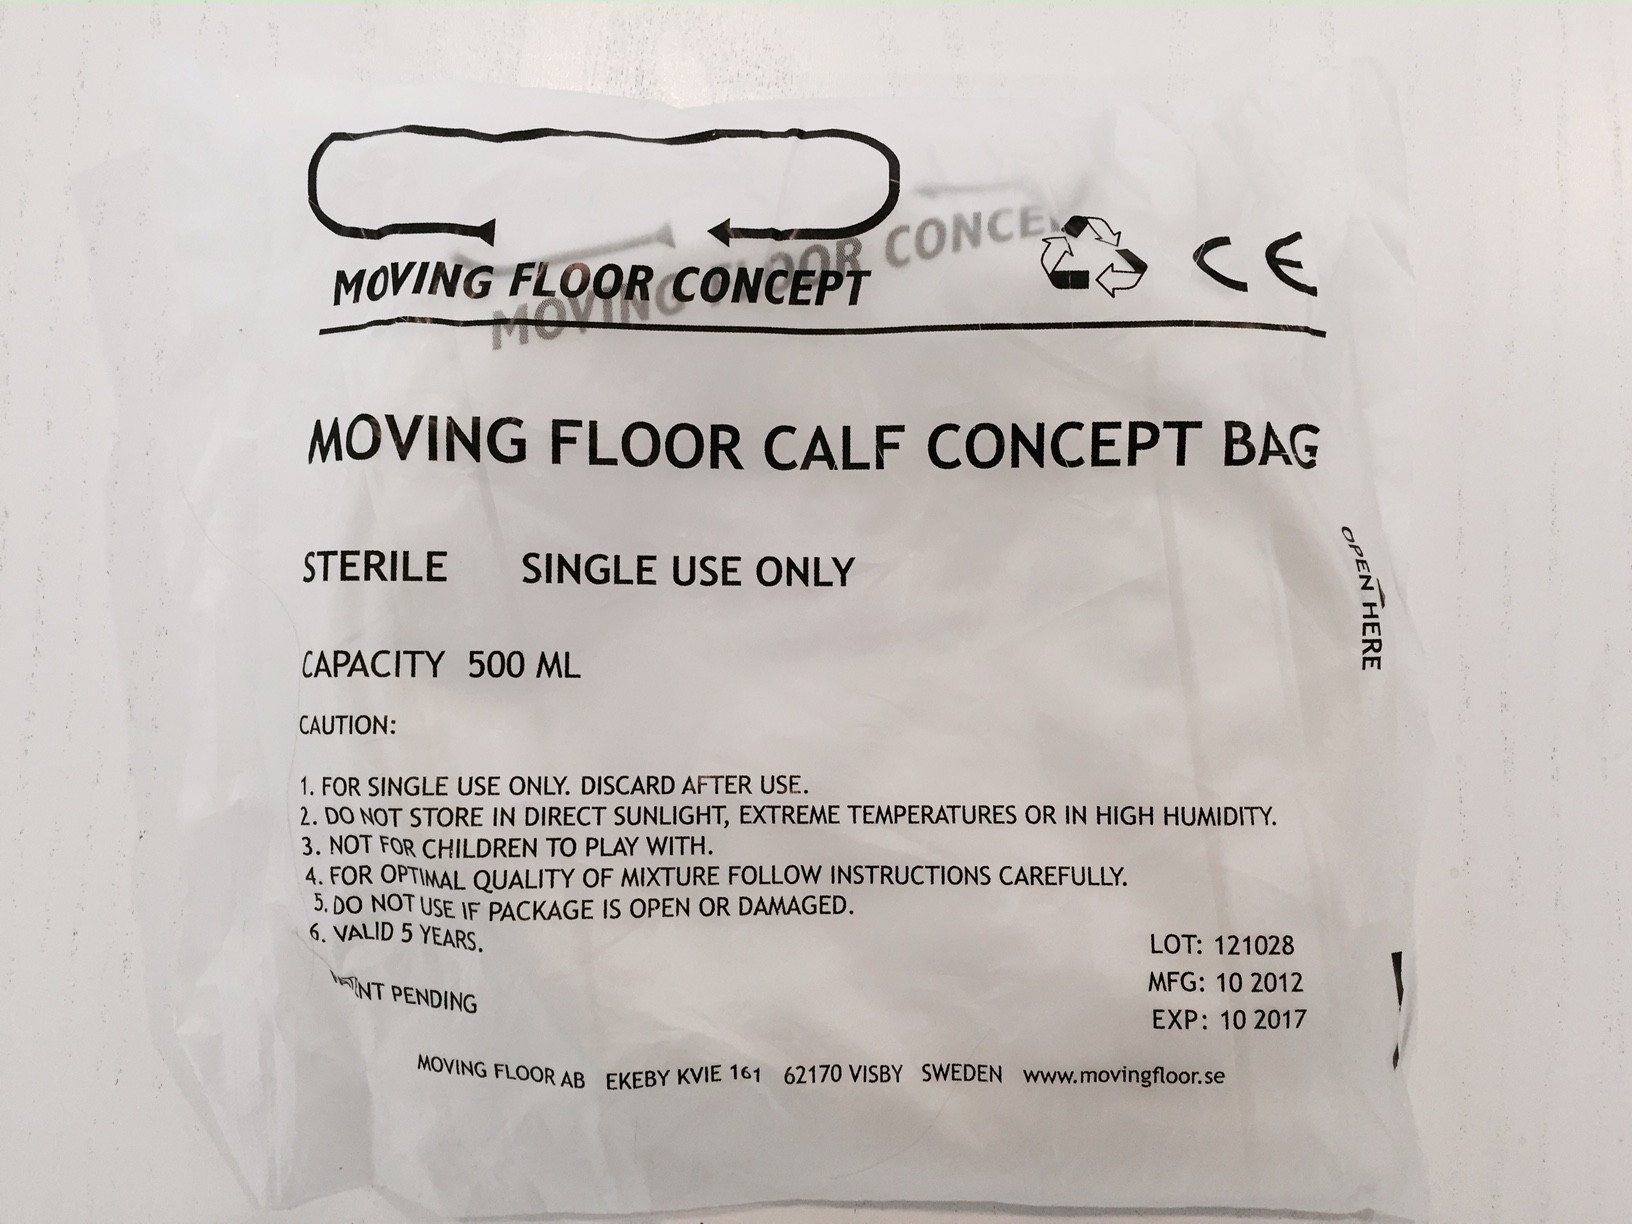 MOVING FLOOR CONCEPT
MOVING FLOOR CONCE
CE
MOVING FLOOR CALF CONCEPT BAG
STERILE SINGLE USE ONLY
OPEN HERE
CAPACITY 500 ML
CAUTION:
1. FOR SINGLE USE ONLY. DISCARD AFTER USE.
2. DO NOT STORE IN DIRECT SUNLIGHT, EXTREME TEMPERATURES OR IN HIGH HUMIDITY.
3. NOT FOR CHILDREN TO PLAY WITH.
4. FOR OPTIMAL QUALITY OF MIXTURE FOLLOW INSTRUCTIONS CAREFULLY.
5. DO NOT USE IF PACKAGE IS OPEN OR DAMAGED.
6. VALID 5 YEARS.
LOT: 121028
MFG: 10 2012
EXP: 10 2017
PENDING
MOVING FLOOR AB EKEBY KVIE 161 62170 VISBY SWEDEN www.movingfloor.se